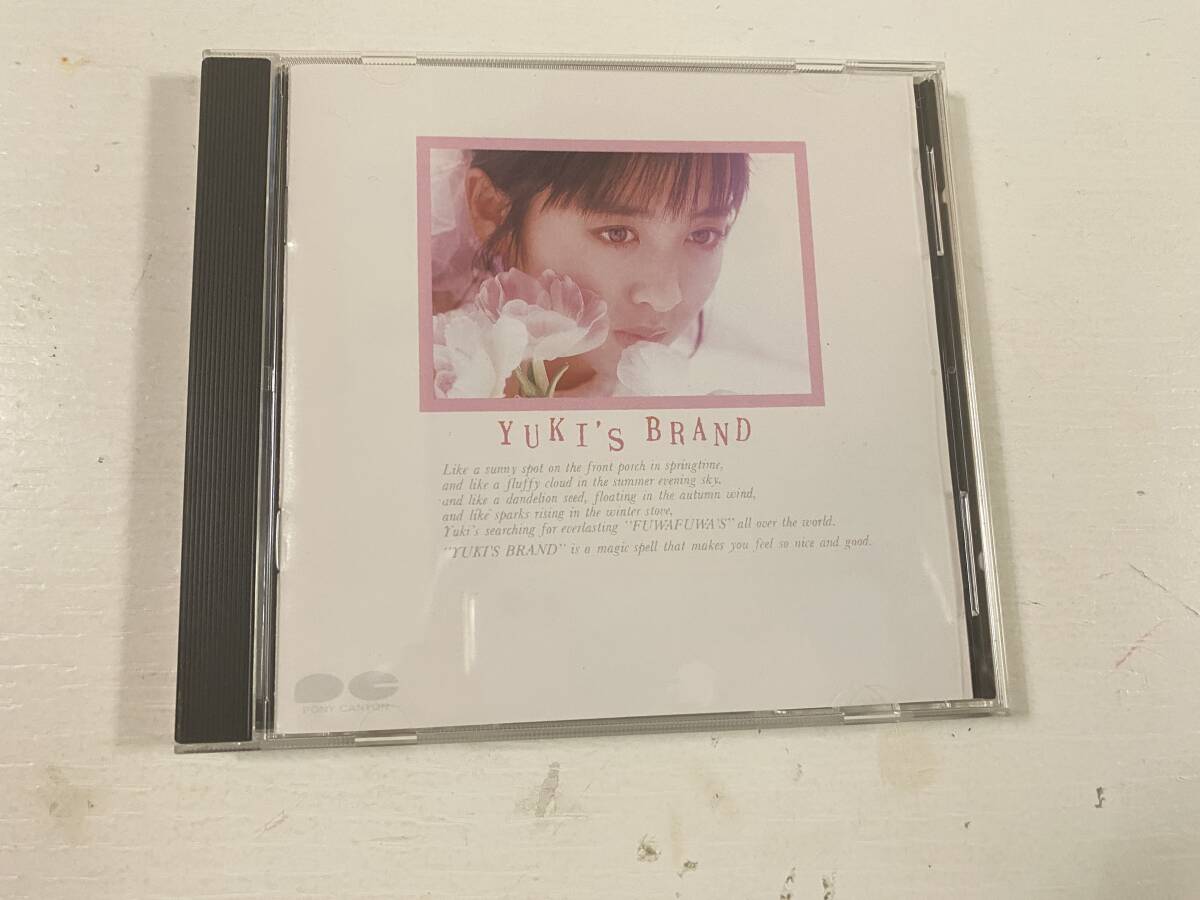 YUKI'S BRAND
Like a sunny spot on the front porch in springtime,
and like a fluffy cloud in the summer evening sky,
and like a dandelion seed, floating in the autumn wind,
and like sparks rising in the winter stove,
Yuki's searching for everlasting "FUWAFUWA'S" all over the world.
"YUKI'S BRAND" is a magic spell that makes you feel so nice and good.
PONY CANYON